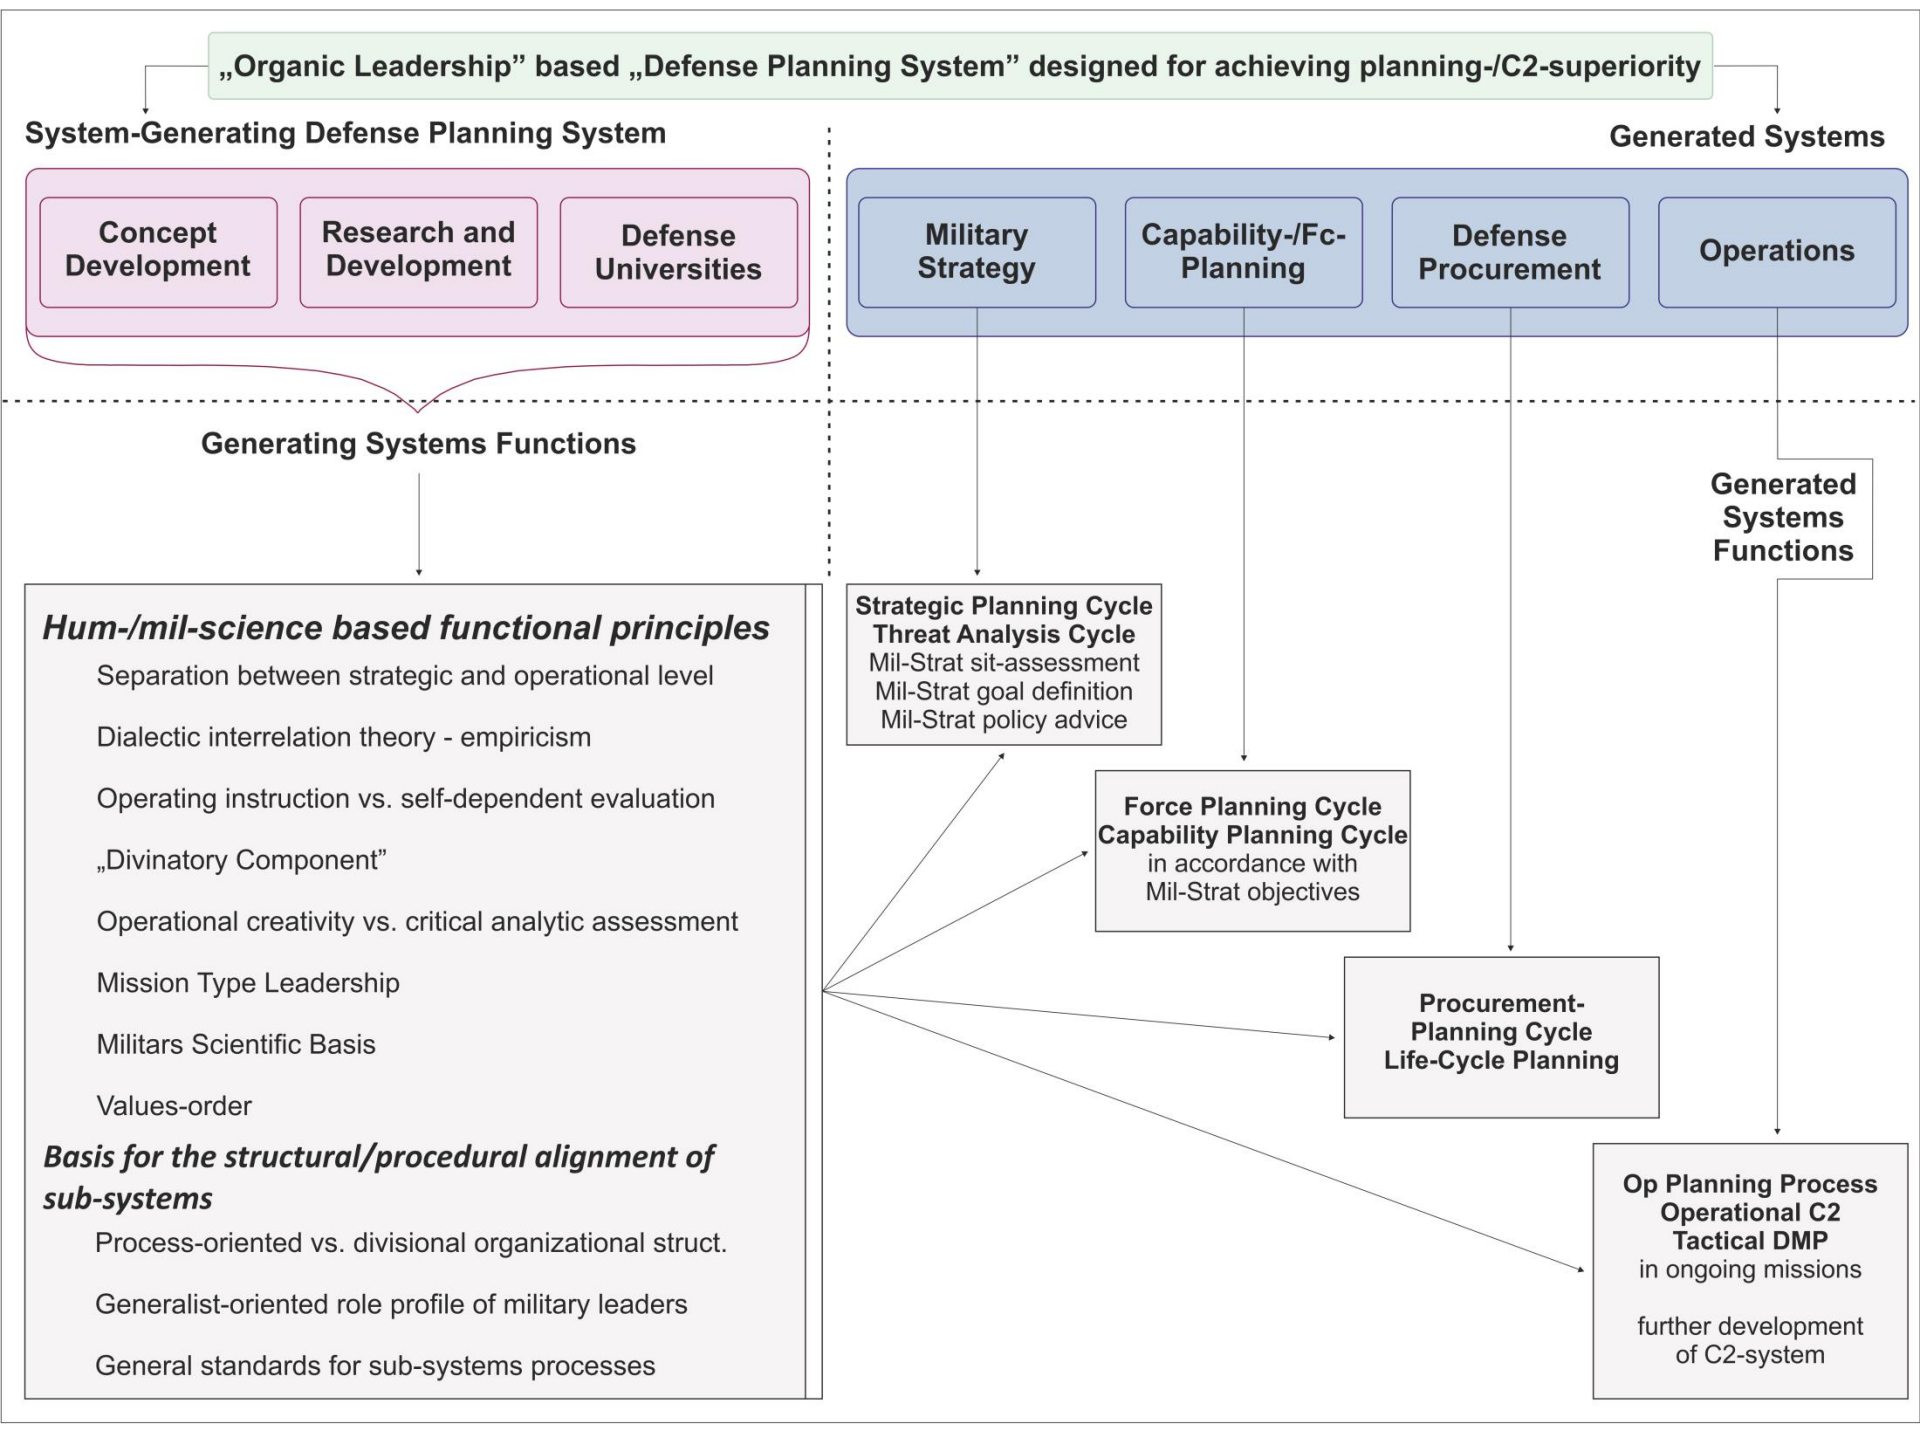 „Organic Leadership” based „Defense Planning System” designed for achieving planning-/C2-superiority
System-Generating Defense Planning System
Generated Systems
Concept
Development
Research and
Development
Defense
Universities
Military
Strategy
Capability-/Fc-
Planning
Defense
Procurement
Operations
Generating Systems Functions
Generated
Systems
Functions
Hum-/mil-science based functional principles
Separation between strategic and operational level
Dialectic interrelation theory - empiricism
Operating instruction vs. self-dependent evaluation
„Divinatory Component”
Operational creativity vs. critical analytic assessment
Mission Type Leadership
Militars Scientific Basis
Values-order
Basis for the structural/procedural alignment of
sub-systems
Process-oriented vs. divisional organizational struct.
Generalist-oriented role profile of military leaders
General standards for sub-systems processes
Strategic Planning Cycle
Threat Analysis Cycle
Mil-Strat sit-assessment
Mil-Strat goal definition
Mil-Strat policy advice
Force Planning Cycle
Capability Planning Cycle
in accordance with
Mil-Strat objectives
Procurement-
Planning Cycle
Life-Cycle Planning
Op Planning Process
Operational C2
Tactical DMP
in ongoing missions
further development
of C2-system